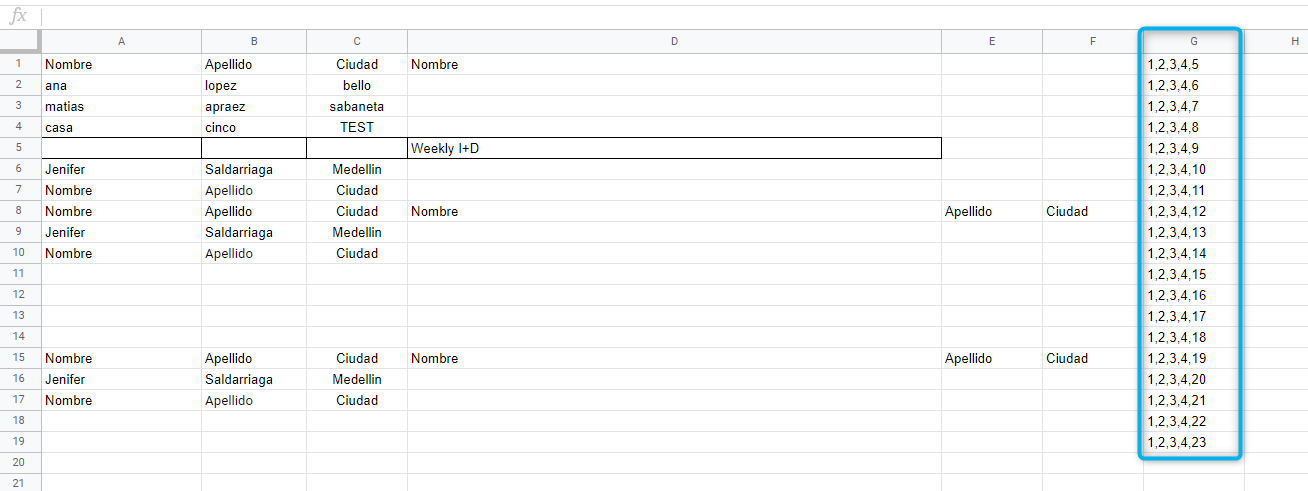 fx
A B C D E F G H
1 Nombre Apellido Ciudad Nombre 1,2,3,4,5
2 ana lopez bello 1,2,3,4,6
3 matias apraez sabaneta 1,2,3,4,7
4 casa cinco TEST 1,2,3,4,8
5 Weekly I+D 1,2,3,4,9
6 Jenifer Saldarriaga Medellin 1,2,3,4,10
7 Nombre Apellido Ciudad 1,2,3,4,11
8 Nombre Apellido Ciudad Nombre Apellido Ciudad 1,2,3,4,12
9 Jenifer Saldarriaga Medellin 1,2,3,4,13
10 Nombre Apellido Ciudad 1,2,3,4,14
11 1,2,3,4,15
12 1,2,3,4,16
13 1,2,3,4,17
14 1,2,3,4,18
15 Nombre Apellido Ciudad Nombre Apellido Ciudad 1,2,3,4,19
16 Jenifer Saldarriaga Medellin 1,2,3,4,20
17 Nombre Apellido Ciudad 1,2,3,4,21
18 1,2,3,4,22
19 1,2,3,4,23
20
21